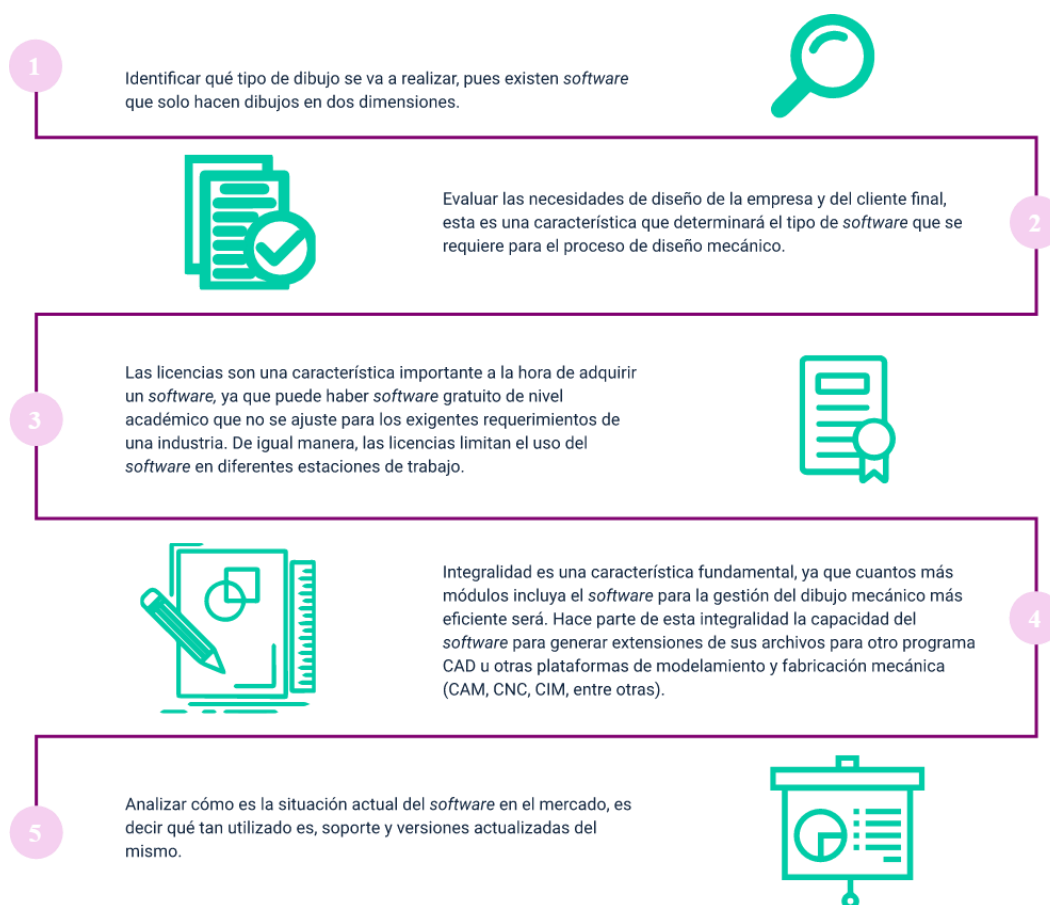 1
Identificar qué tipo de dibujo se va a realizar, pues existen software
que solo hacen dibujos en dos dimensiones.
Evaluar las necesidades de diseño de la empresa y del cliente final,
esta es una característica que determinará el tipo de software que se
requiere para el proceso de diseño mecánico.
2
Las licencias son una característica importante a la hora de adquirir
un software, ya que puede haber software gratuito de nivel
académico que no se ajuste para los exigentes requerimientos de
una industria. De igual manera, las licencias limitan el uso del
software en diferentes estaciones de trabajo.
3
Integralidad es una característica fundamental, ya que cuantos más
módulos incluya el software para la gestión del dibujo mecánico más
eficiente será. Hace parte de esta integralidad la capacidad del
software para generar extensiones de sus archivos para otro programa
CAD u otras plataformas de modelamiento y fabricación mecánica
(CAM, CNC, CIM, entre otras).
4
Analizar cómo es la situación actual del software en el mercado, es
decir qué tan utilizado es, soporte y versiones actualizadas del
mismo.
5